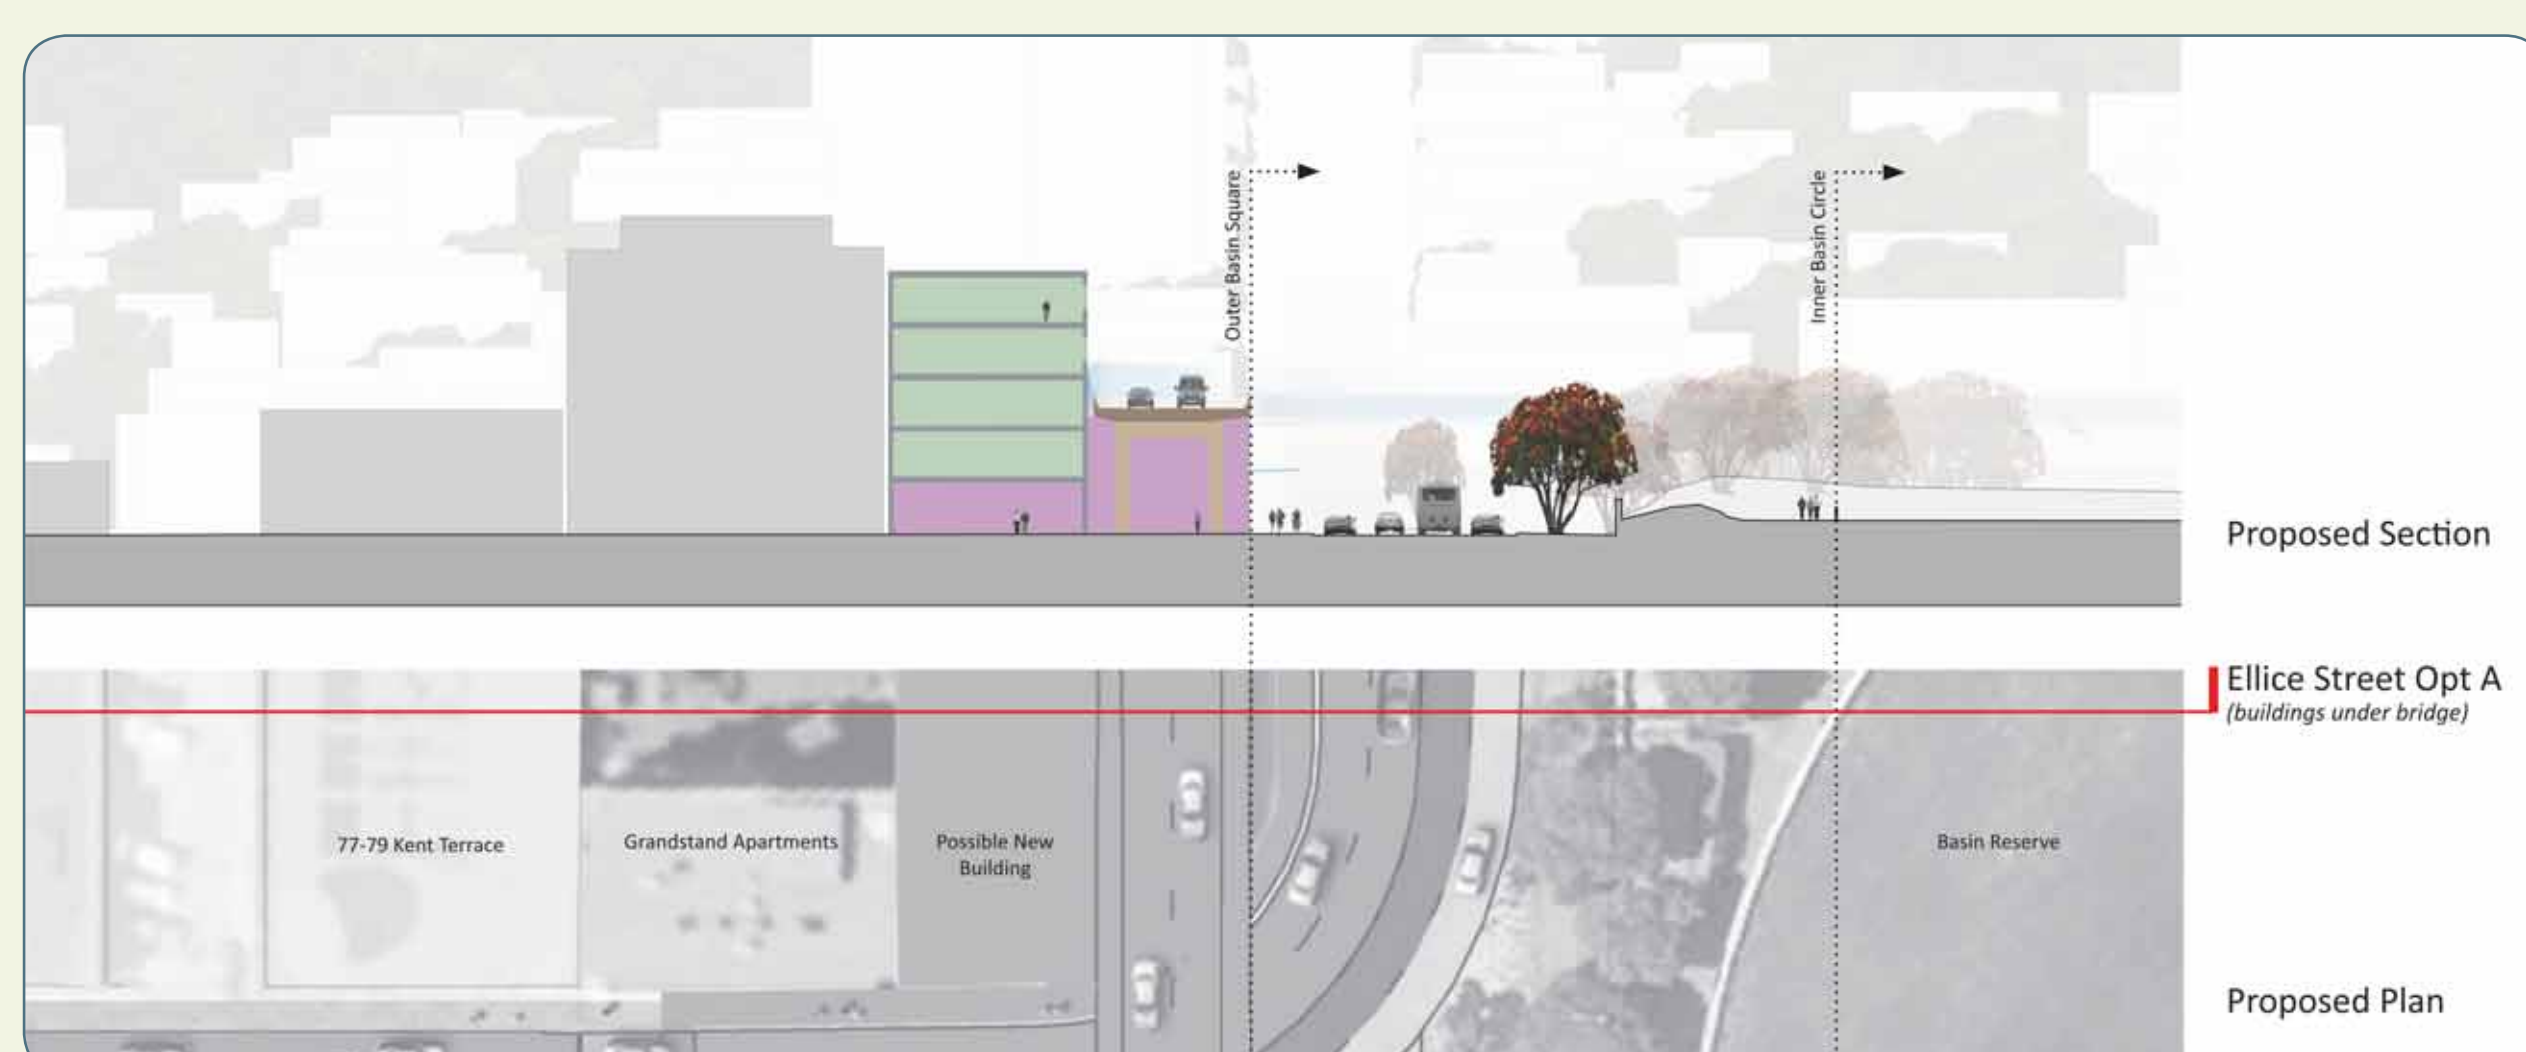 Outer Basin Square
Inner Basin Circle
Proposed Section
Ellice Street Opt A
(buildings under bridge)
77-79 Kent Terrace
Grandstand Apartments
Possible New
Building
Basin Reserve
Proposed Plan